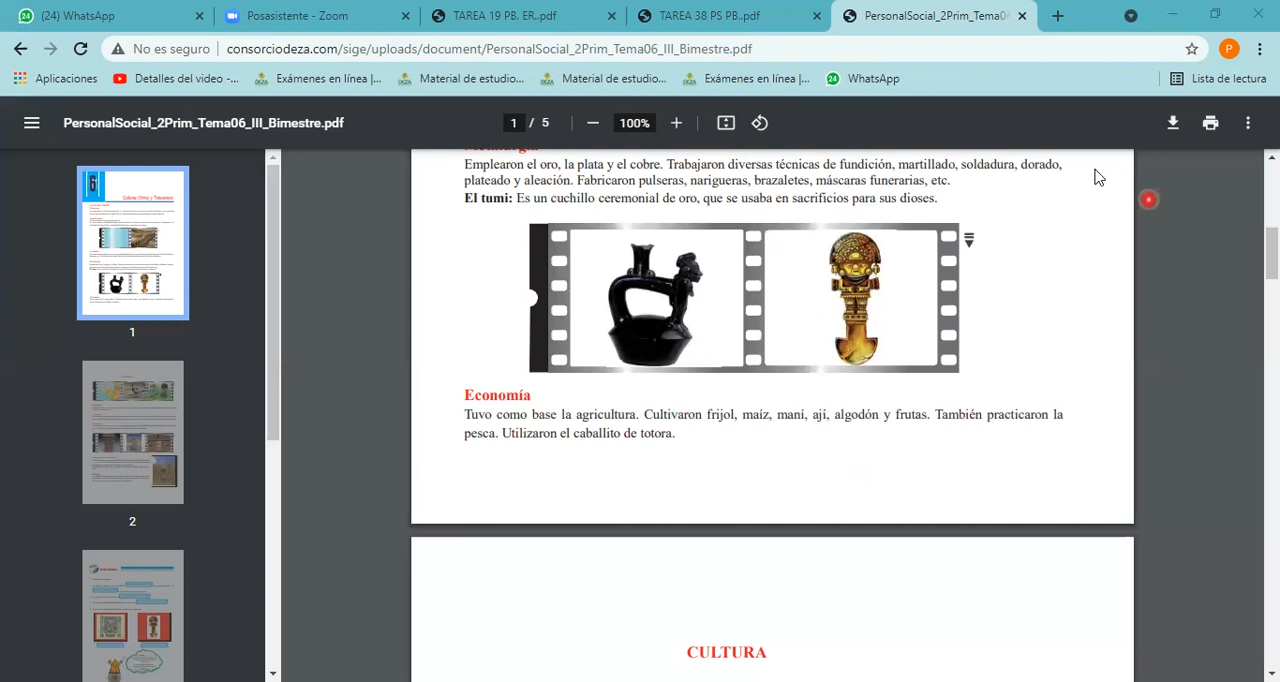 (24) WhatsApp
Posasistente - Zoom
TAREA 19 PB. ER..pdf
TAREA 38 PS PB..pdf
PersonalSocial_2Prim_Tema0
No es seguro
consorciodeza.com/sige/uploads/document/PersonalSocial_2Prim_Tema06_III_Bimestre.pdf
P
Aplicaciones
Detalles del video -...
Exámenes en línea |...
Material de estudio...
Material de estudio...
Exámenes en línea |...
WhatsApp
Lista de lectura
PersonalSocial_2Prim_Tema06_III_Bimestre.pdf
1 / 5
100%
Emplearon el oro, la plata y el cobre. Trabajaron diversas técnicas de fundición, martillado, soldadura, dorado,
plateado y aleación. Fabricaron pulseras, narigueras, brazaletes, máscaras funerarias, etc.
El tumi: Es un cuchillo ceremonial de oro, que se usaba en sacrificios para sus dioses.
Economía
Tuvo como base la agricultura. Cultivaron frijol, maíz, maní, ají, algodón y frutas. También practicaron la
pesca. Utilizaron el caballito de totora.
CULTURA
6
1
2